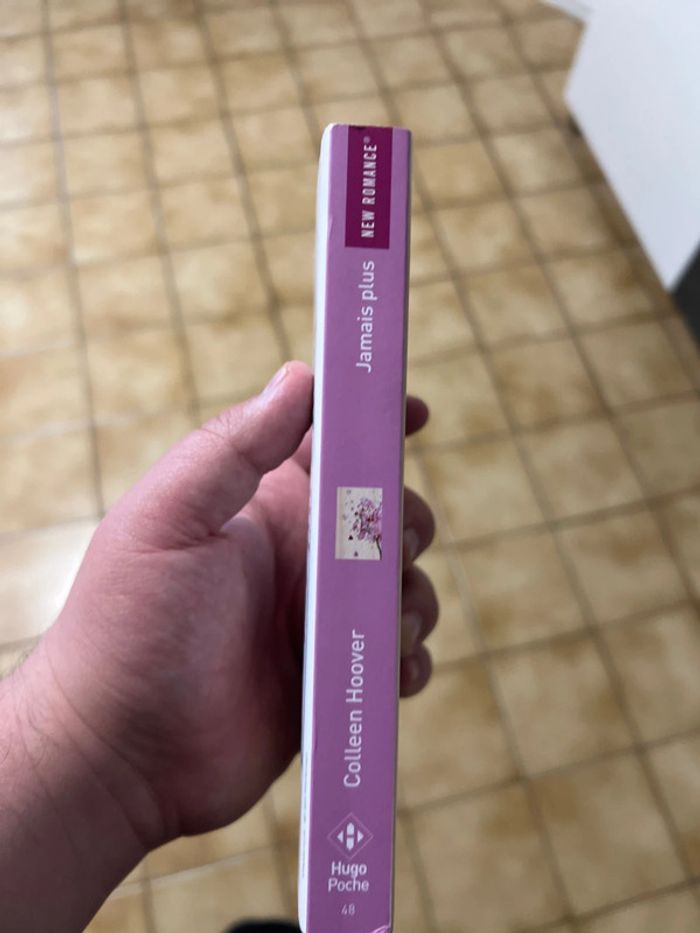 NEW ROMANCE®
Jamais plus
Colleen Hoover
Hugo
Poche
48